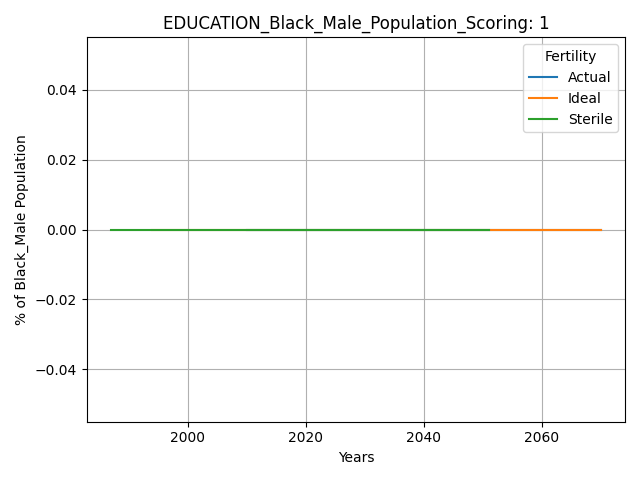 EDUCATION_Black_Male_Population_Scoring: 1
Fertility
Actual
Ideal
Sterile
% of Black_Male Population
0.04
0.02
0.00
−0.02
−0.04
2000
2020
2040
2060
Years